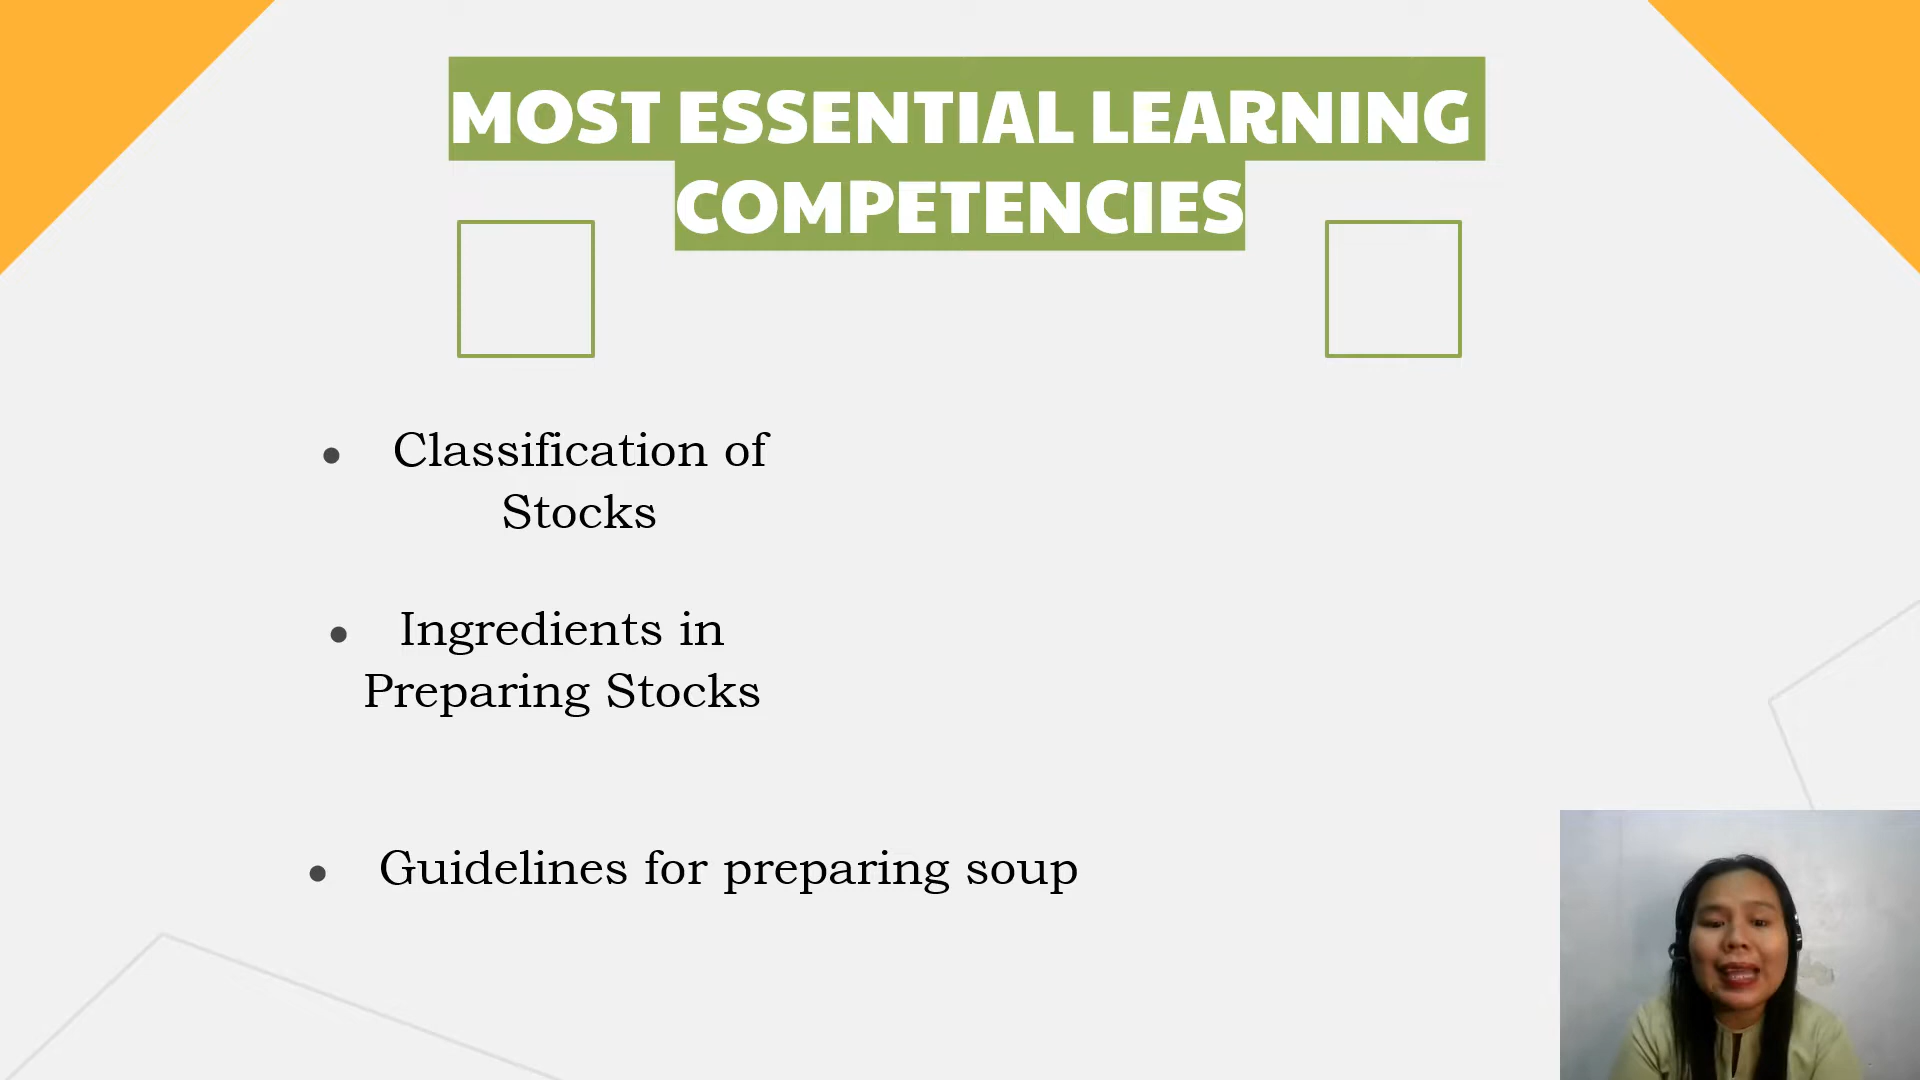 MOST ESSENTIAL LEARNING
COMPETENCIES
• Classification of
Stocks
• Ingredients in
Preparing Stocks
• Guidelines for preparing soup